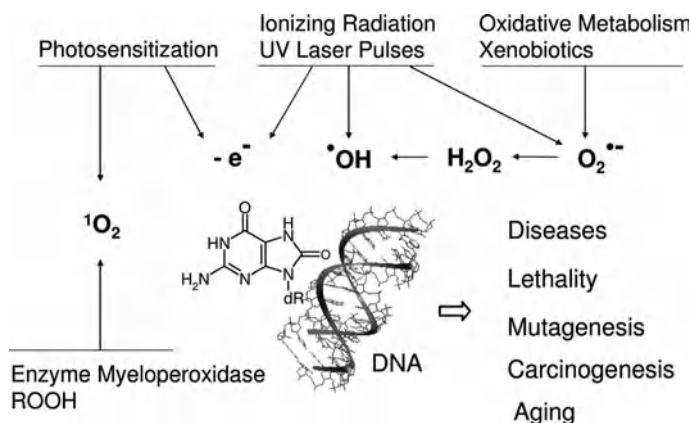 Photosensitization
Ionizing Radiation
UV Laser Pulses
Oxidative Metabolism
Xenobiotics
- e⁻
•OH
H₂O₂
O₂•⁻
¹O₂
O
HN
H₂N
N
N
H
N
O
dR
DNA
Diseases
Lethality
Mutagenesis
Carcinogenesis
Aging
Enzyme Myeloperoxidase
ROOH